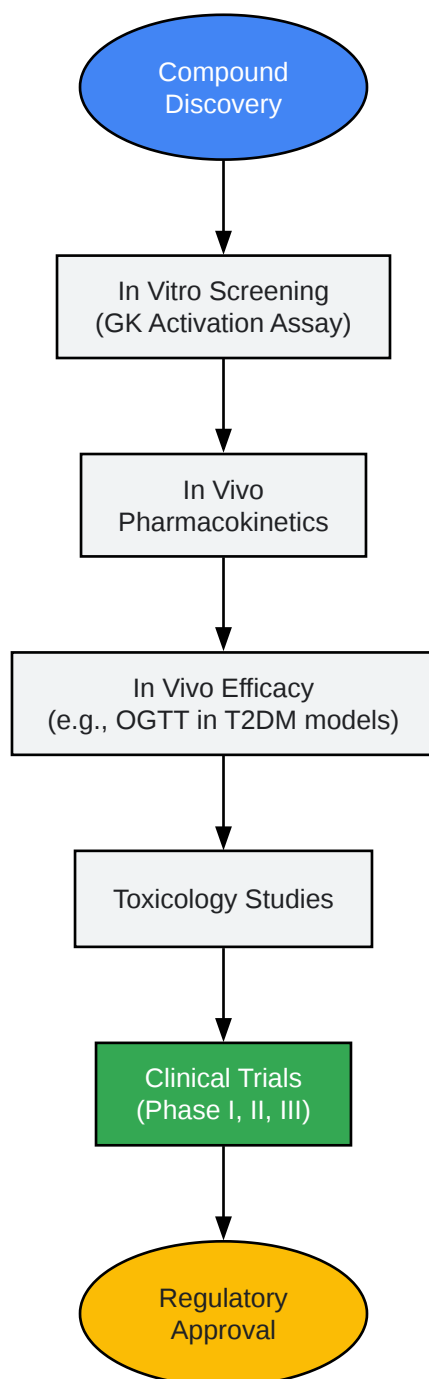 Compound
Discovery
In Vitro Screening
(GK Activation Assay)
In Vivo
Pharmacokinetics
In Vivo Efficacy
(e.g., OGTT in T2DM models)
Toxicology Studies
Clinical Trials
(Phase I, II, III)
Regulatory
Approval